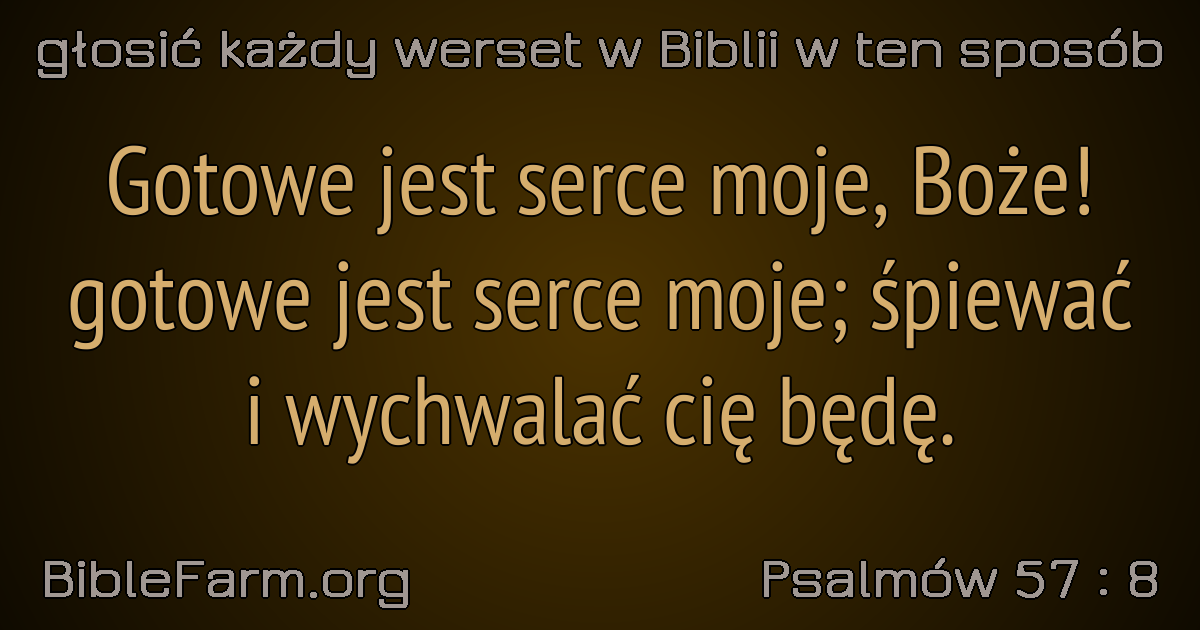 głosić każdy werset w Biblii w ten sposób
Gotowe jest serce moje, Boże!
gotowe jest serce moje; śpiewać
i wychwalać cię będę.
BibleFarm.org
Psalmów 57 : 8